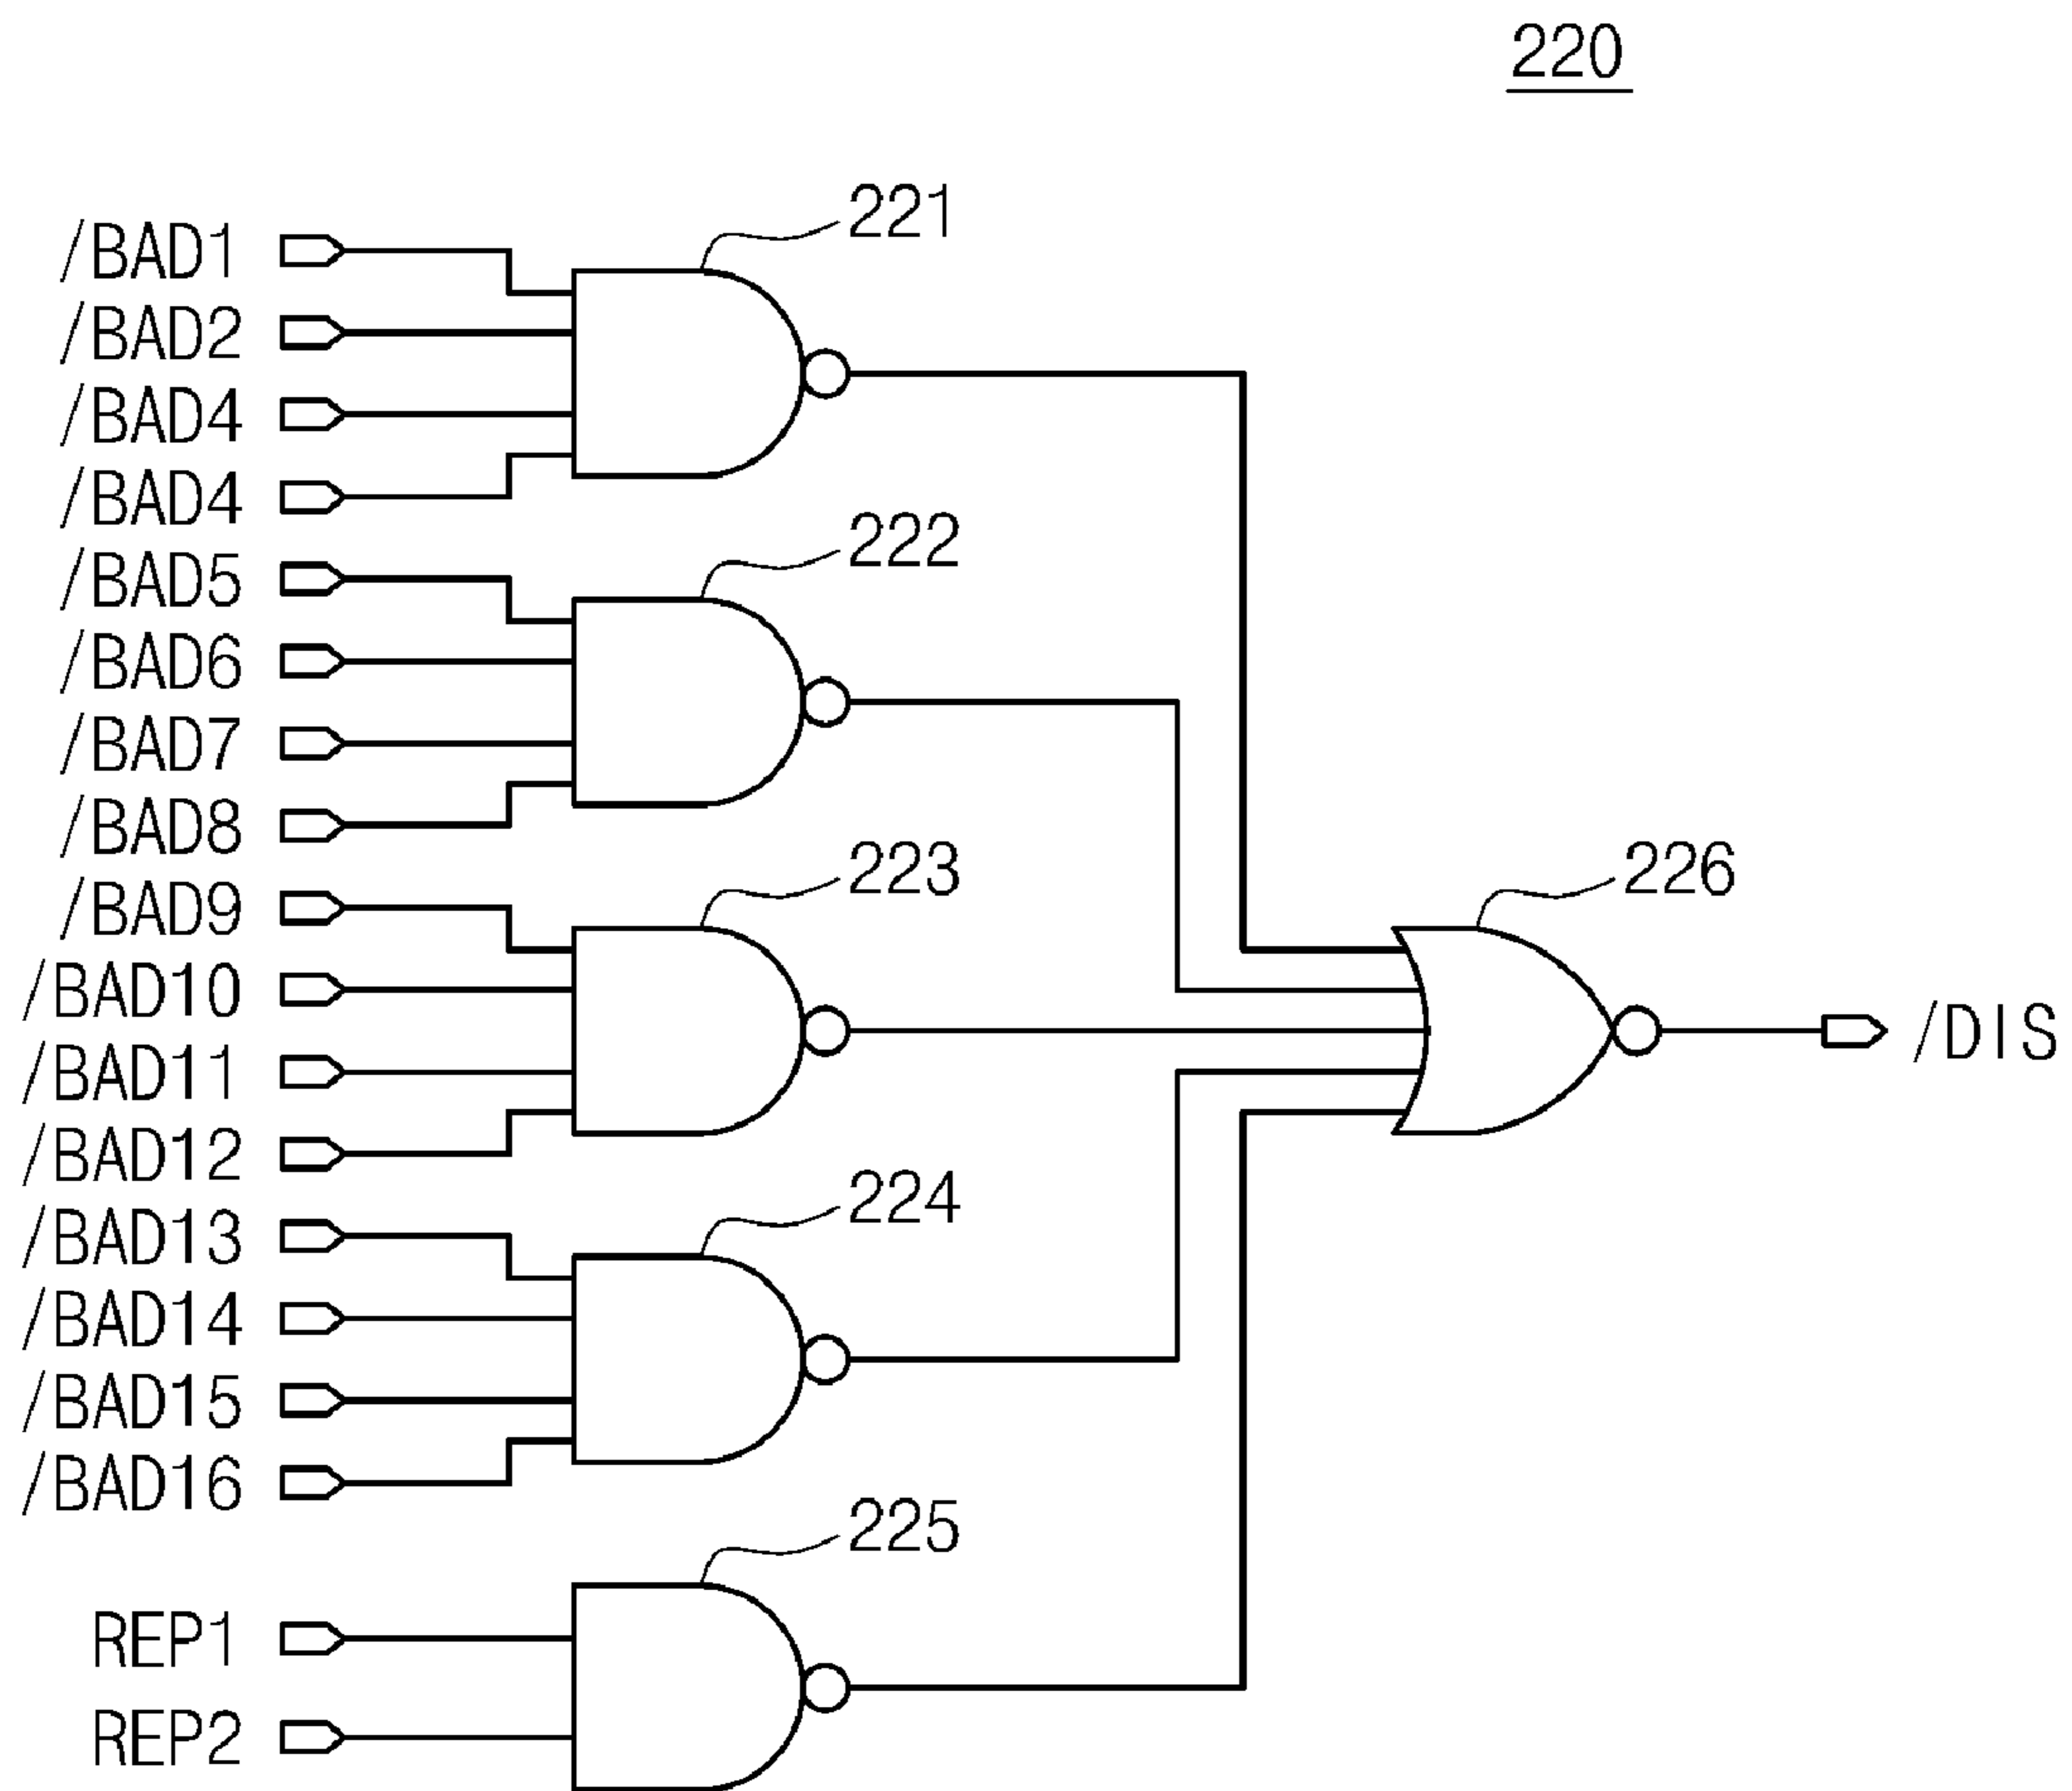 220
221
/BAD1
/BAD2
/BAD4
/BAD4
222
/BAD5
/BAD6
/BAD7
/BAD8
223
226
/BAD9
/BAD10
/DIS
/BAD11
/BAD12
224
/BAD13
/BAD14
/BAD15
/BAD16
225
REP1
REP2